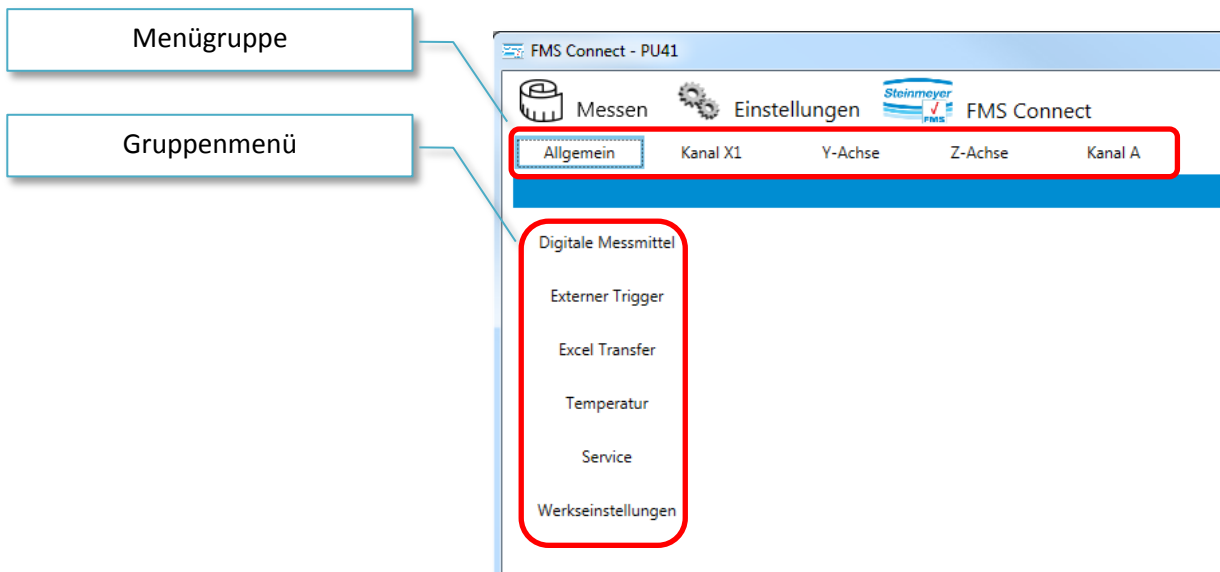 Menügruppe
Gruppenmenü
FMS Connect - PU41
Messen Einstellungen Steinmeyer FMS FMS Connect
Allgemein Kanal X1 Y-Achse Z-Achse Kanal A
Digitale Messmittel
Externer Trigger
Excel Transfer
Temperatur
Service
Werkseinstellungen